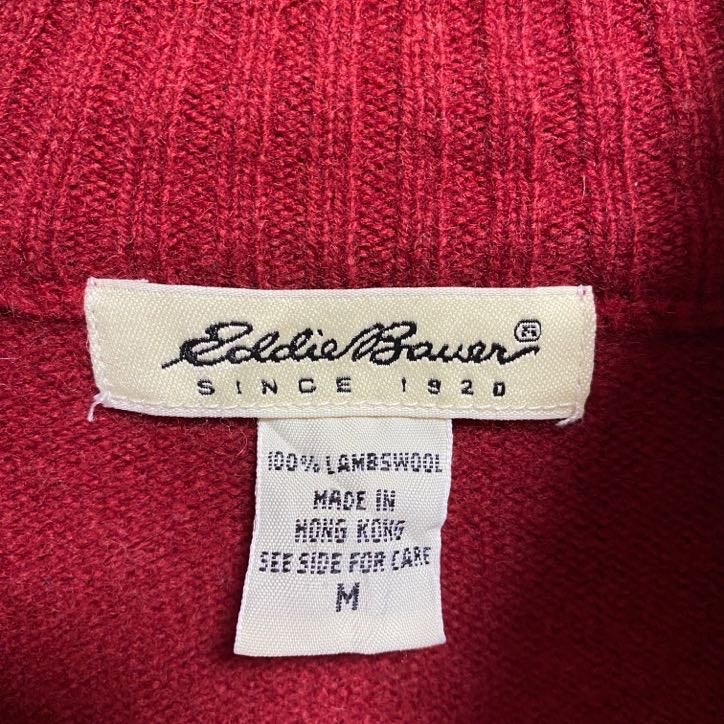 Eddie Bauer®
SINCE 1920
100% LAMBSWOOL
MADE IN
HONG KONG
SEE SIDE FOR CARE
M